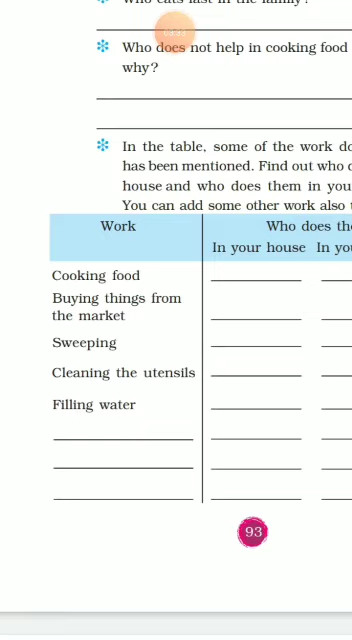 Who eats last in the family?
Who does not help in cooking food
why?
In the table, some of the work do
has been mentioned. Find out who
house and who does them in you
You can add some other work also
Work
Who does the
In your house In you
Cooking food
Buying things from
the market
Sweeping
Cleaning the utensils
Filling water
93